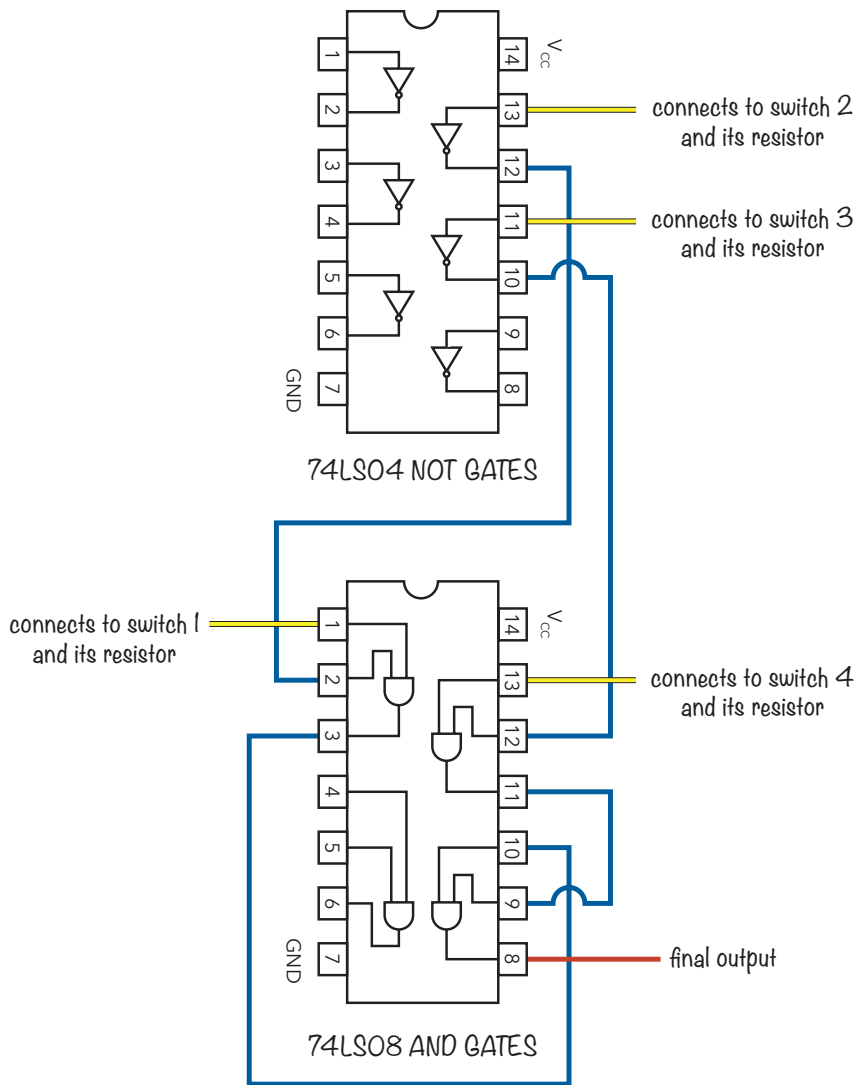 1
14
V
CC
2
13
connects to switch 2
and its resistor
3
12
4
11
connects to switch 3
and its resistor
5
10
6
9
GND
7
8
74LS04 NOT GATES
connects to switch 1
and its resistor
1
14
V
CC
2
13
connects to switch 4
and its resistor
3
12
4
11
5
10
6
9
GND
7
8
final output
74LS08 AND GATES